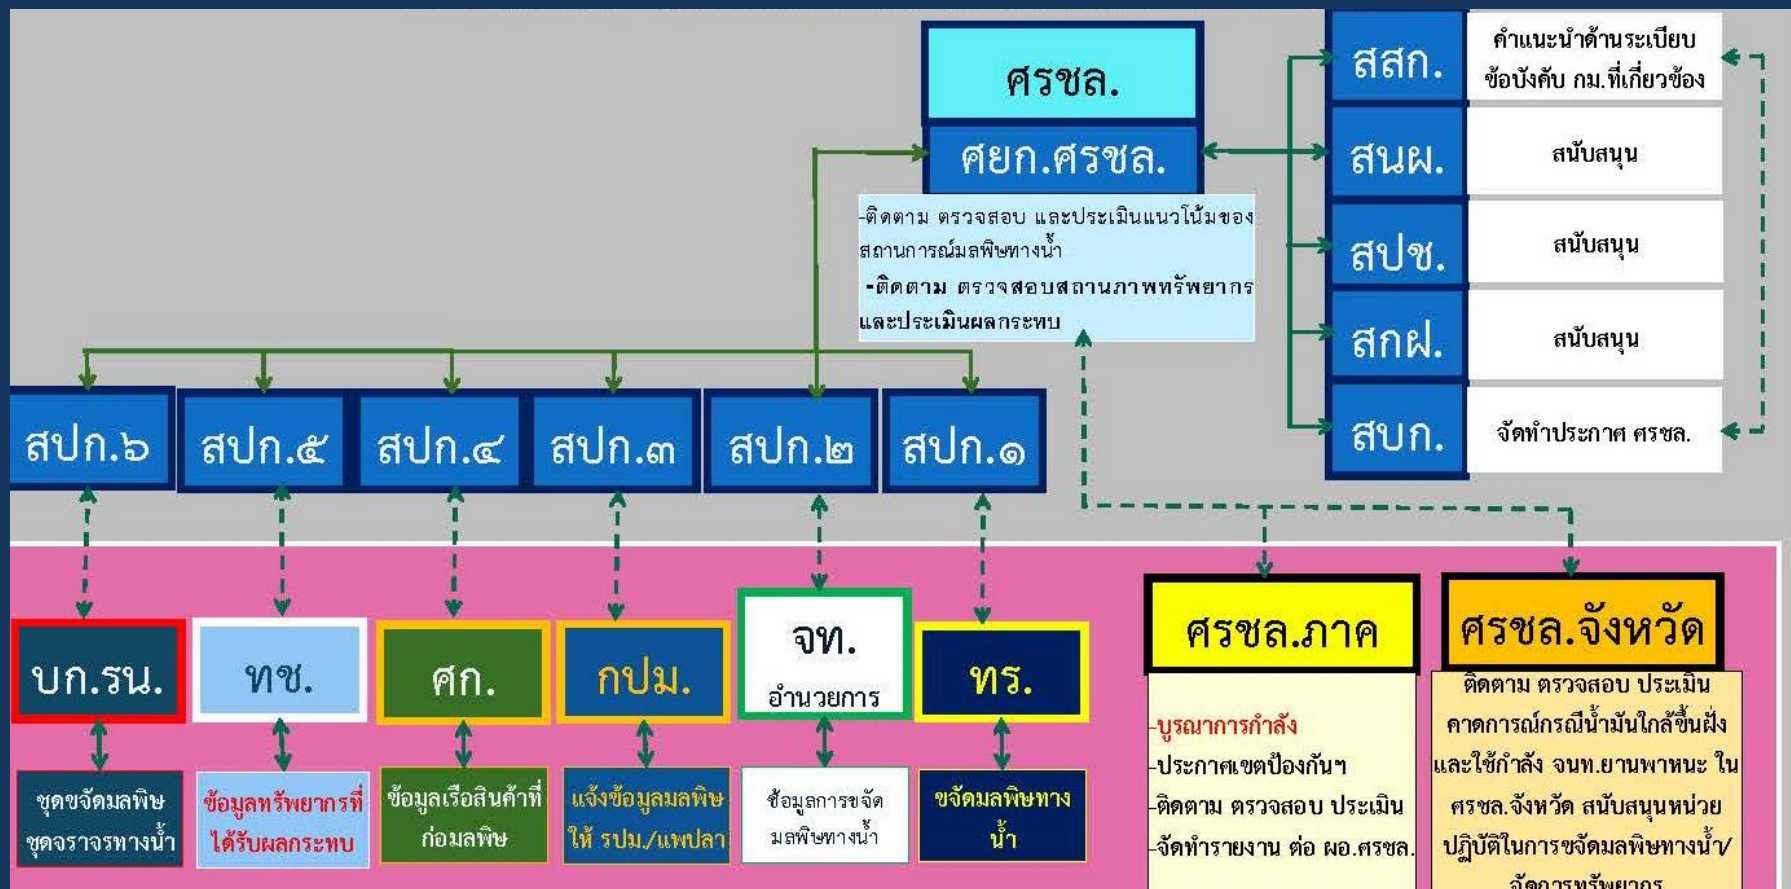 ศรชล.
ศยก.ศรชล.
-ติดตาม ตรวจสอบ และประเมินแนวโน้มของ
สถานการณ์มลพิษทางน้ำ
-ติดตาม ตรวจสอบสถานภาพทรัพยากร
และประเมินผลกระทบ
สสก.
คำแนะนำด้านระเบียบ
ข้อบังคับ กม.ที่เกี่ยวข้อง
สนผ.
สนับสนุน
สปช.
สนับสนุน
สกฝ.
สนับสนุน
สบก.
จัดทำประกาศ ศรชล.
สปก.๖
สปก.๕
สปก.๔
สปก.๓
สปก.๒
สปก.๑
บก.รน.
ทช.
ศก.
กปม.
จท.
อำนวยการ
ทร.
ชุดขจัดมลพิษ
ชุดจราจรทางน้ำ
ข้อมูลทรัพยากรที่
ได้รับผลกระทบ
ข้อมูลเรือสินค้าที่
ก่อมลพิษ
แจ้งข้อมูลมลพิษ
ให้ รปม./แพปลา
ข้อมูลการขจัด
มลพิษทางน้ำ
ขจัดมลพิษทาง
น้ำ
ศรชล.ภาค
-บูรณาการกำลัง
-ประกาศเขตป้องกันฯ
-ติดตาม ตรวจสอบ ประเมิน
-จัดทำรายงาน ต่อ ผอ.ศรชล.
ศรชล.จังหวัด
ติดตาม ตรวจสอบ ประเมิน
คาดการณ์กรณีน้ำมันใกล้ขึ้นฝั่ง
และใช้กำลัง จนท.ยานพาหนะ ใน
ศรชล.จังหวัด สนับสนุนหน่วย
ปฏิบัติในการขจัดมลพิษทางน้ำ/
จัดการทรัพยากร